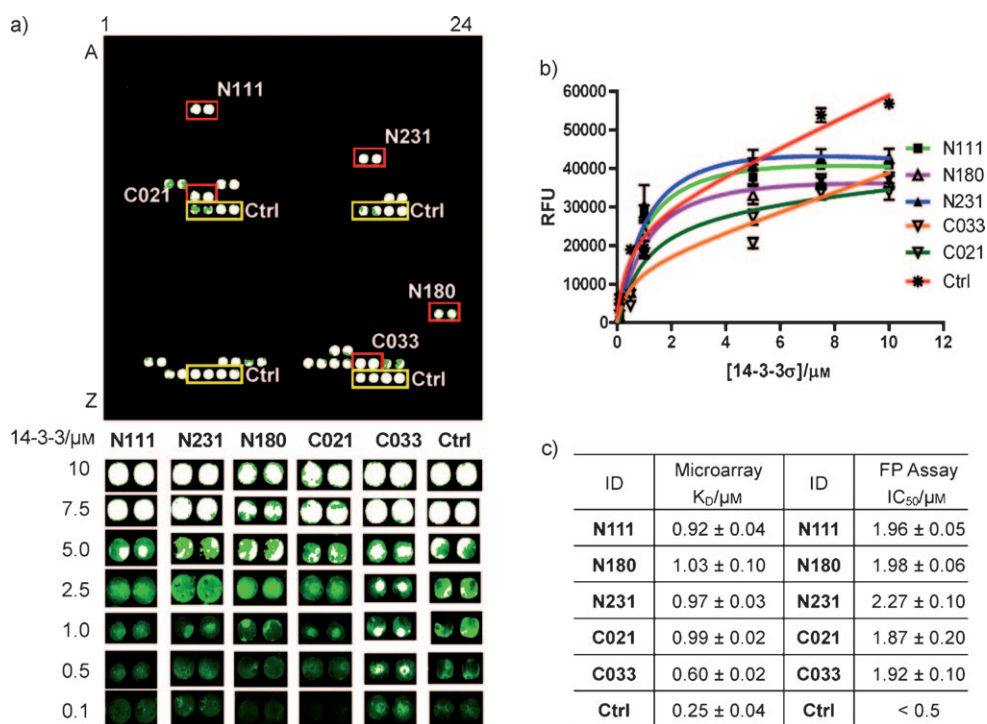 a)
1 24
A
N111
N231
C021
Ctrl Ctrl
N180
C033
Ctrl Ctrl
Z
14-3-3/μM N111 N231 N180 C021 C033 Ctrl
10
7.5
5.0
2.5
1.0
0.5
0.1
b)
RFU
60000
50000
40000
30000
20000
10000
0
0 2 4 6 8 10 12
[14-3-3σ]/μM
N111
N180
N231
C033
C021
Ctrl
c)
ID Microarray K_D/μM ID FP Assay IC₅₀/μM
N111 0.92 ± 0.04 N111 1.96 ± 0.05
N180 1.03 ± 0.10 N180 1.98 ± 0.06
N231 0.97 ± 0.03 N231 2.27 ± 0.10
C021 0.99 ± 0.02 C021 1.87 ± 0.20
C033 0.60 ± 0.02 C033 1.92 ± 0.10
Ctrl 0.25 ± 0.04 Ctrl < 0.5